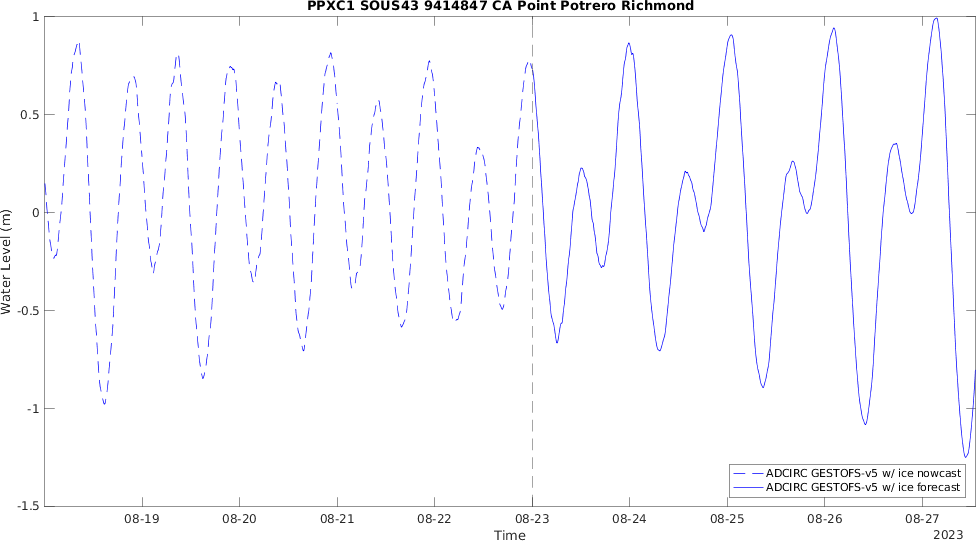 PPXC1 SOUS43 9414847 CA Point Potrero Richmond
1
0.5
0
-0.5
-1
-1.5
Water Level (m)
08-19 08-20 08-21 08-22 08-23 08-24 08-25 08-26 08-27
Time
2023
ADCIRC GESTOFS-v5 w/ ice nowcast
ADCIRC GESTOFS-v5 w/ ice forecast